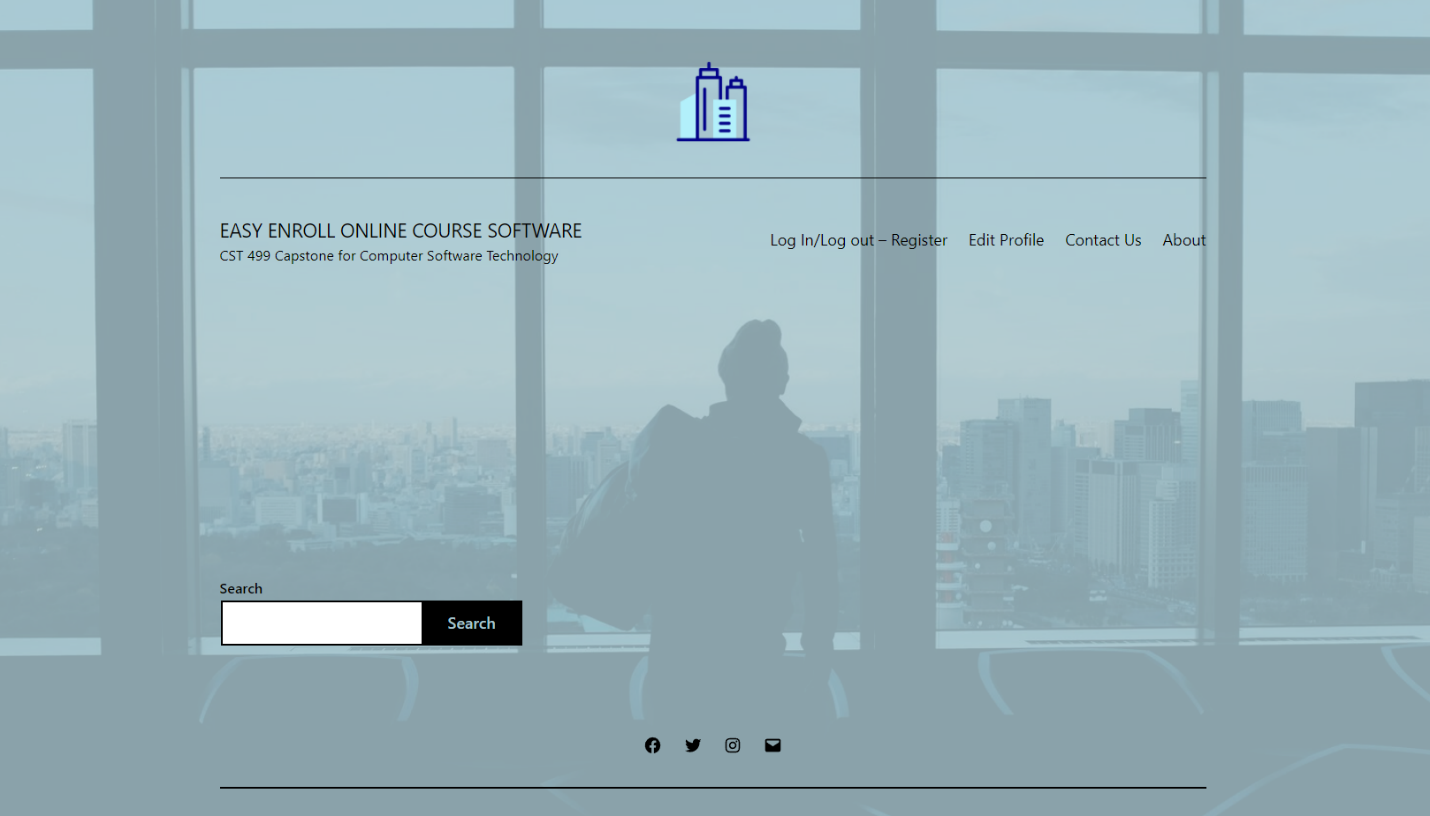 EASY ENROLL ONLINE COURSE SOFTWARE
CST 499 Capstone for Computer Software Technology
Log In/Log out – Register Edit Profile Contact Us About
Search
Search